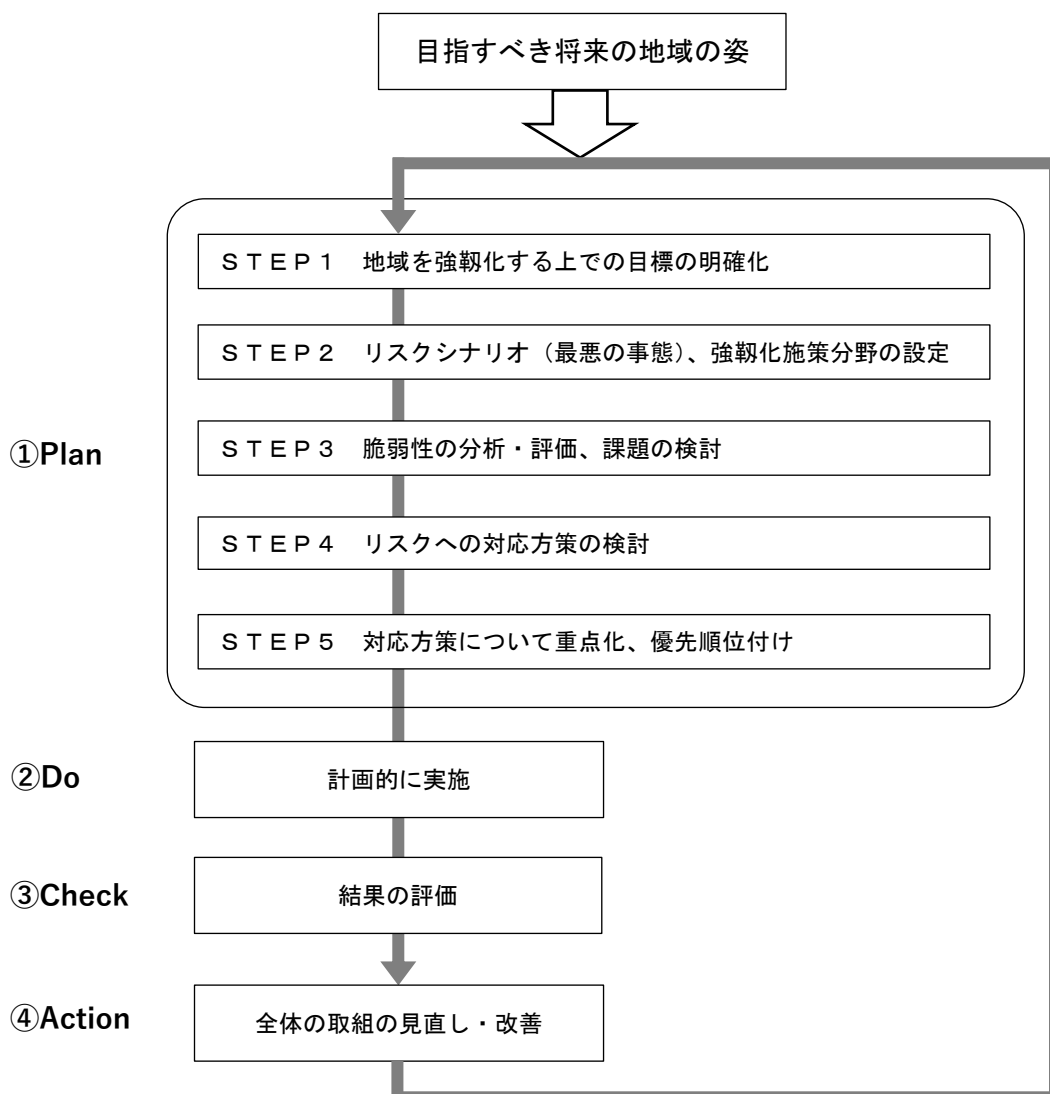 目指すべき将来の地域の姿
ＳＴＥＰ１　地域を強靱化する上での目標の明確化
ＳＴＥＰ２　リスクシナリオ（最悪の事態）、強靱化施策分野の設定
①Plan
ＳＴＥＰ３　脆弱性の分析・評価、課題の検討
ＳＴＥＰ４　リスクへの対応方策の検討
ＳＴＥＰ５　対応方策について重点化、優先順位付け
②Do
計画的に実施
③Check
結果の評価
④Action
全体の取組の見直し・改善